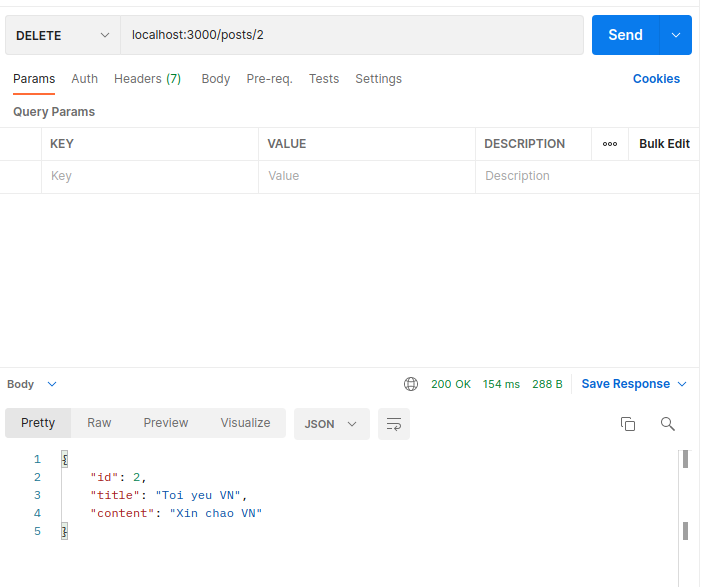 DELETE localhost:3000/posts/2 Send
Params Auth Headers (7) Body Pre-req. Tests Settings Cookies
Query Params
KEY VALUE DESCRIPTION ooo Bulk Edit
Key Value Description
Body 200 OK 154 ms 288 B Save Response
Pretty Raw Preview Visualize JSON
1 {
2 "id": 2,
3 "title": "Toi yeu VN",
4 "content": "Xin chao VN"
5 }